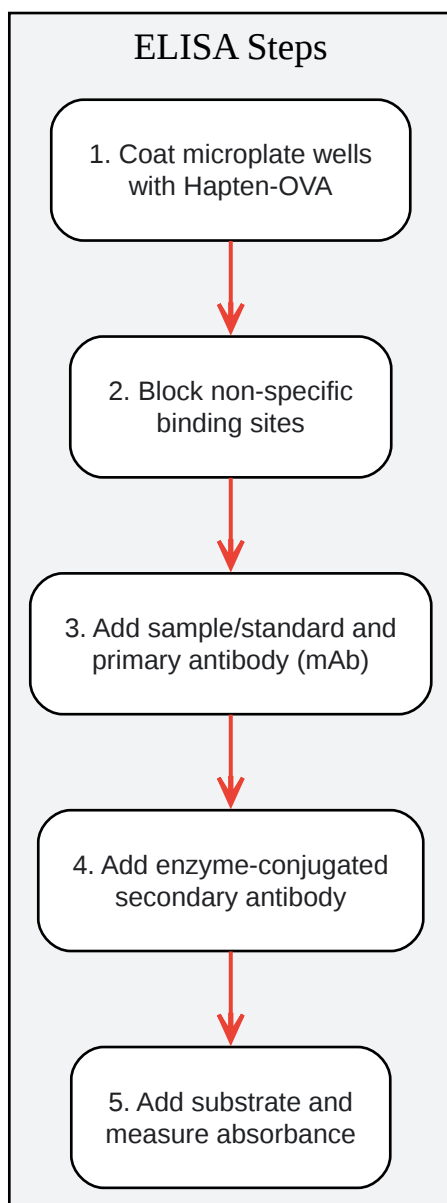 ELISA Steps
1. Coat microplate wells
with Hapten-OVA
2. Block non-specific
binding sites
3. Add sample/standard and
primary antibody (mAb)
4. Add enzyme-conjugated
secondary antibody
5. Add substrate and
measure absorbance